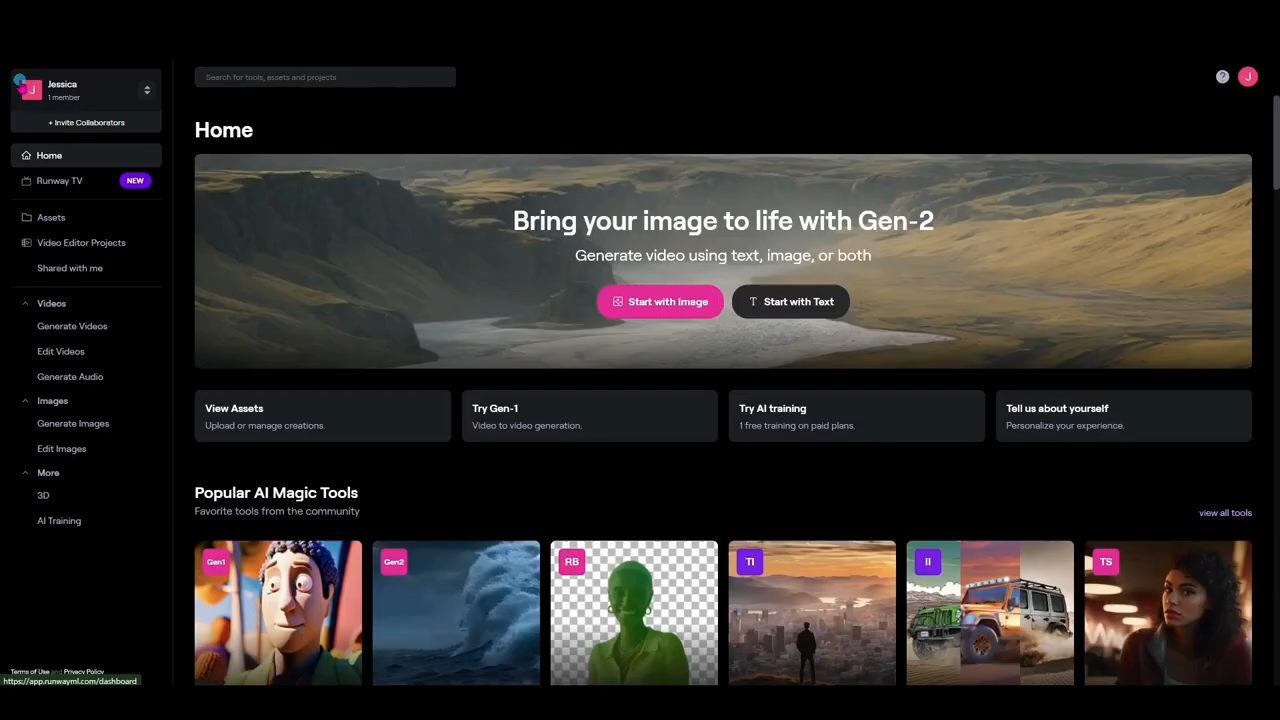 J
Jessica
1 member
+ Invite Collaborators
Home
Runway TV
NEW
Assets
Video Editor Projects
Shared with me
Videos
Generate Videos
Edit Videos
Generate Audio
Images
Generate Images
Edit Images
More
3D
AI Training
Terms of Use and Privacy Policy
https://app.runwayml.com/dashboard
Search for tools, assets and projects
?
J
Home
Bring your image to life with Gen-2
Generate video using text, image, or both
Start with Image
T Start with Text
View Assets
Upload or manage creations.
Try Gen-1
Video to video generation.
Try AI training
1 free training on paid plans.
Tell us about yourself
Personalize your experience.
Popular AI Magic Tools
Favorite tools from the community
view all tools
Gen1
Gen2
RB
TI
II
TS